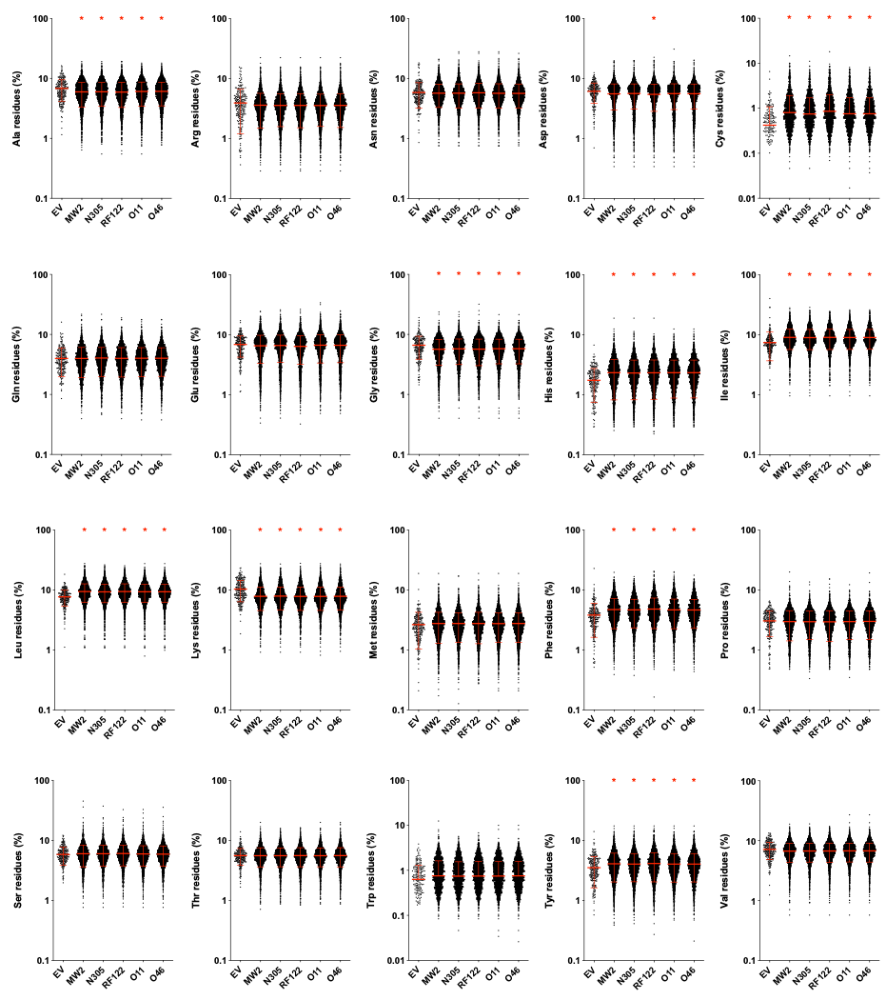 * * * * *
Ala residues (%)
100
10
1
0.1
EV MW2 N305 RF122 O11 O46
Arg residues (%)
100
10
1
0.1
EV MW2 N305 RF122 O11 O46
Asn residues (%)
100
10
1
0.1
EV MW2 N305 RF122 O11 O46
*
Asp residues (%)
100
10
1
0.1
EV MW2 N305 RF122 O11 O46
* * * * *
Cys residues (%)
100
10
1
0.1
0.01
EV MW2 N305 RF122 O11 O46
Gln residues (%)
100
10
1
0.1
EV MW2 N305 RF122 O11 O46
Glu residues (%)
100
10
1
0.1
EV MW2 N305 RF122 O11 O46
* * * * *
Gly residues (%)
100
10
1
0.1
EV MW2 N305 RF122 O11 O46
* * * * *
His residues (%)
100
10
1
0.1
EV MW2 N305 RF122 O11 O46
* * * * *
Ile residues (%)
100
10
1
0.1
EV MW2 N305 RF122 O11 O46
* * * * *
Leu residues (%)
100
10
1
0.1
EV MW2 N305 RF122 O11 O46
* * * * *
Lys residues (%)
100
10
1
0.1
EV MW2 N305 RF122 O11 O46
Met residues (%)
100
10
1
0.1
EV MW2 N305 RF122 O11 O46
* * * * *
Phe residues (%)
100
10
1
0.1
EV MW2 N305 RF122 O11 O46
Pro residues (%)
100
10
1
0.1
EV MW2 N305 RF122 O11 O46
Ser residues (%)
100
10
1
0.1
EV MW2 N305 RF122 O11 O46
Thr residues (%)
100
10
1
0.1
EV MW2 N305 RF122 O11 O46
Trp residues (%)
100
10
1
0.1
0.01
EV MW2 N305 RF122 O11 O46
* * * * *
Tyr residues (%)
100
10
1
0.1
EV MW2 N305 RF122 O11 O46
Val residues (%)
100
10
1
0.1
EV MW2 N305 RF122 O11 O46